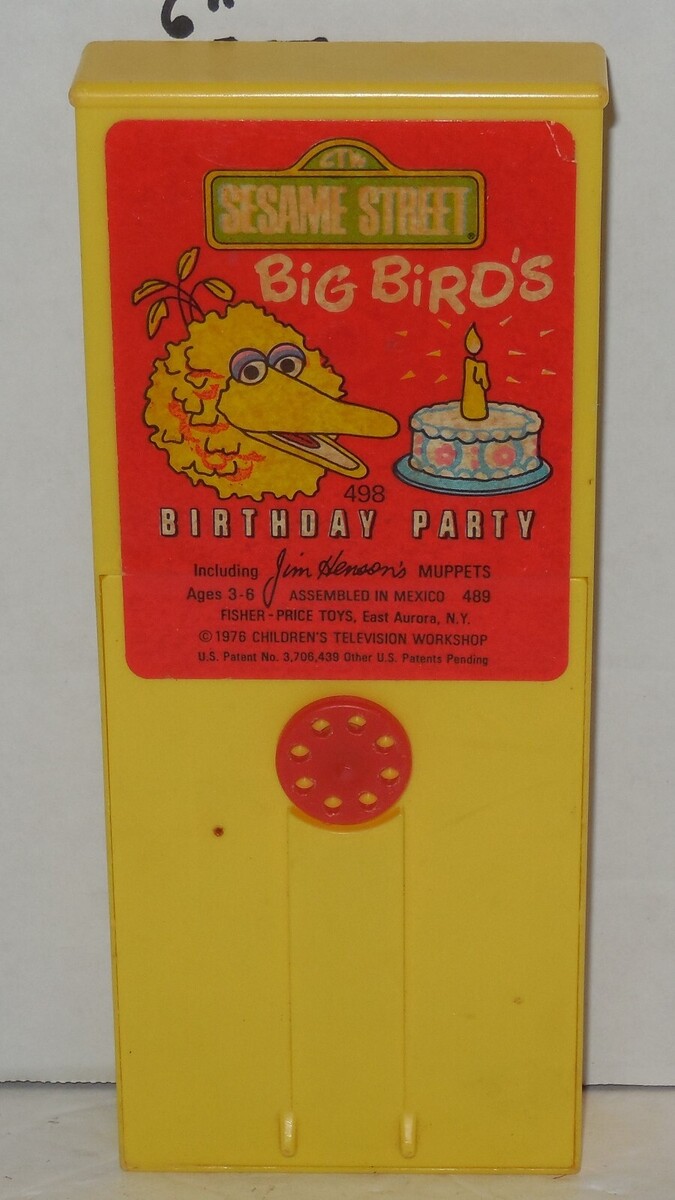 6"
CTW
SESAME STREET®
BiG BiRD'S
498
BIRTHDAY PARTY
Including Jim Henson's MUPPETS
Ages 3-6 ASSEMBLED IN MEXICO 489
FISHER-PRICE TOYS, East Aurora, N.Y.
© 1976 CHILDREN'S TELEVISION WORKSHOP
U.S. Patent No. 3,706,439 Other U.S. Patents Pending